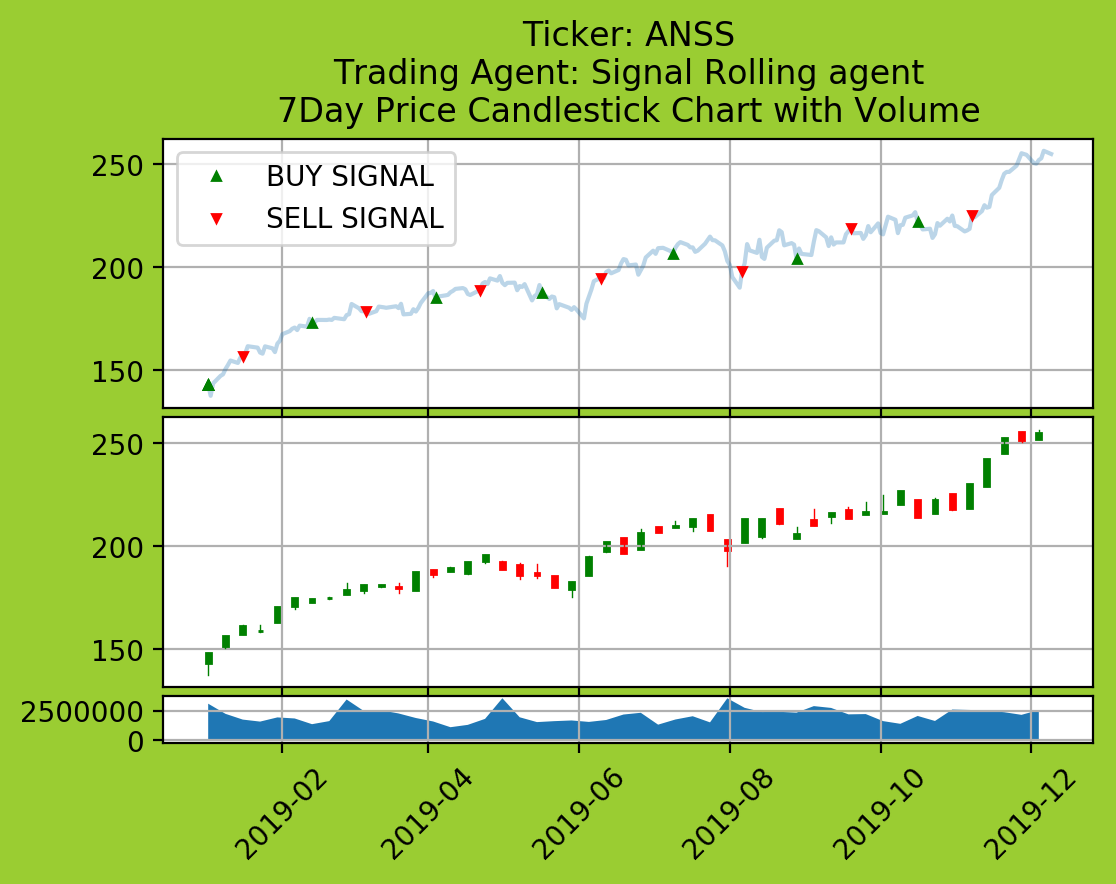 Ticker: ANSS
Trading Agent: Signal Rolling agent
7Day Price Candlestick Chart with Volume
250
200
150
BUY SIGNAL
SELL SIGNAL
250
200
150
2500000
0
2019-02
2019-04
2019-06
2019-08
2019-10
2019-12